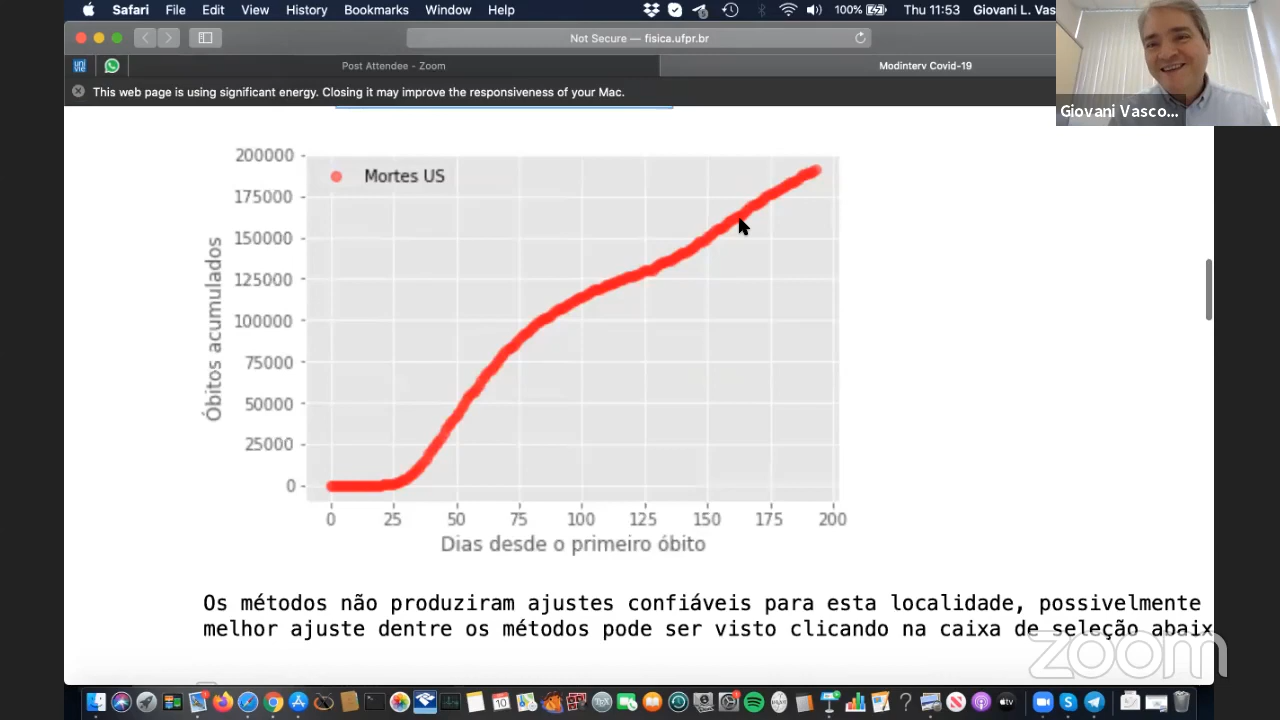 Safari File Edit View History Bookmarks Window Help 100% Thu 11:53 Giovani L. Vas
Not Secure — fisica.ufpr.br
Post Attendee - Zoom
Modinterv Covid-19
This web page is using significant energy. Closing it may improve the responsiveness of your Mac.
Giovani Vasco...
Mortes US
200000
175000
150000
125000
100000
75000
50000
25000
0
Óbitos acumulados
0 25 50 75 100 125 150 175 200
Dias desde o primeiro óbito
Os métodos não produziram ajustes confiáveis para esta localidade, possivelmente
melhor ajuste dentre os métodos pode ser visto clicando na caixa de seleção abaix
zoom